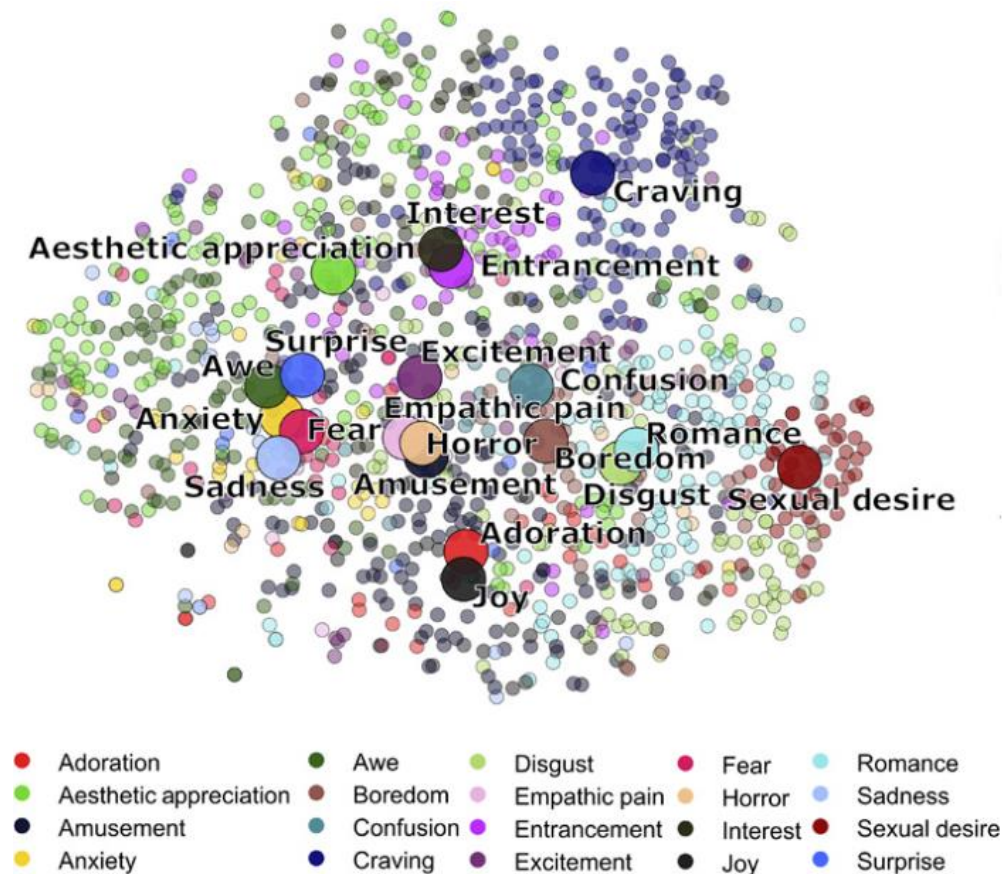 Craving
Interest
Aesthetic appreciation
Entrancement
Surprise
Excitement
Awe
Confusion
Empathic pain
Anxiety
Fear
Horror
Romance
Boredom
Sadness
Amusement
Disgust
Sexual desire
Adoration
Joy
Adoration Awe Disgust Fear Romance
Aesthetic appreciation Boredom Empathic pain Horror Sadness
Amusement Confusion Entrancement Interest Sexual desire
Anxiety Craving Excitement Joy Surprise